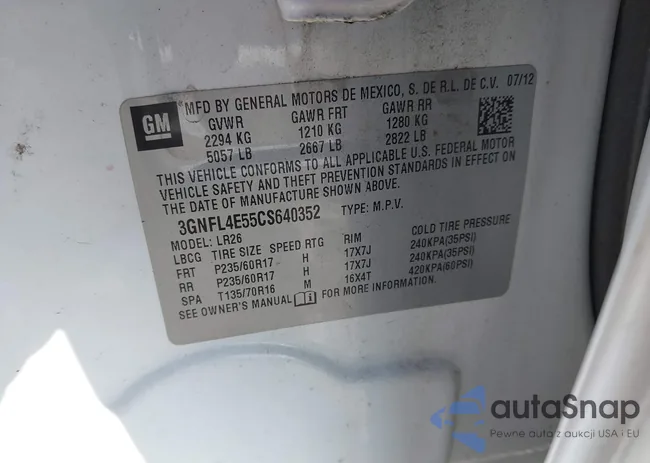 MFD BY GENERAL MOTORS DE MEXICO, S. DE R.L. DE C.V. 07/12
GM
GVWR GAWR FRT GAWR RR
2294 KG 1210 KG 1280 KG
5057 LB 2667 LB 2822 LB
THIS VEHICLE CONFORMS TO ALL APPLICABLE U.S. FEDERAL MOTOR
VEHICLE SAFETY AND THEFT PREVENTION STANDARDS IN EFFECT ON
THE DATE OF MANUFACTURE SHOWN ABOVE.
3GNFL4E55CS640352 TYPE: M.P.V.
MODEL: LR26
LBCG TIRE SIZE SPEED RTG RIM COLD TIRE PRESSURE
FRT P235/60R17 H 17X7J 240KPA(35PSI)
RR P235/60R17 H 17X7J 240KPA(35PSI)
SPA T135/70R16 M 16X4T 420KPA(60PSI)
SEE OWNER'S MANUAL FOR MORE INFORMATION.
autaSnap
Pewne auta z aukcji USA i EU